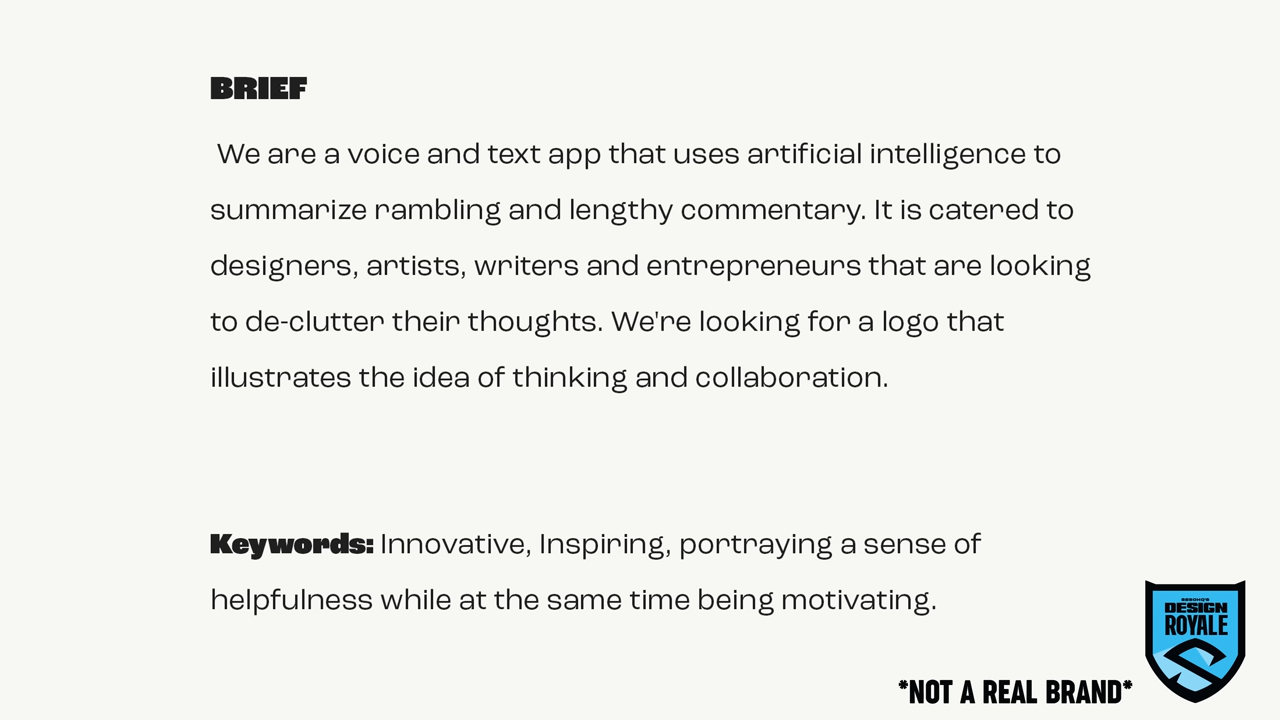 BRIEF
We are a voice and text app that uses artificial intelligence to
summarize rambling and lengthy commentary. It is catered to
designers, artists, writers and entrepreneurs that are looking
to de-clutter their thoughts. We're looking for a logo that
illustrates the idea of thinking and collaboration.
Keywords: Innovative, Inspiring, portraying a sense of
helpfulness while at the same time being motivating.
DESIGN
ROYALE
*NOT A REAL BRAND*